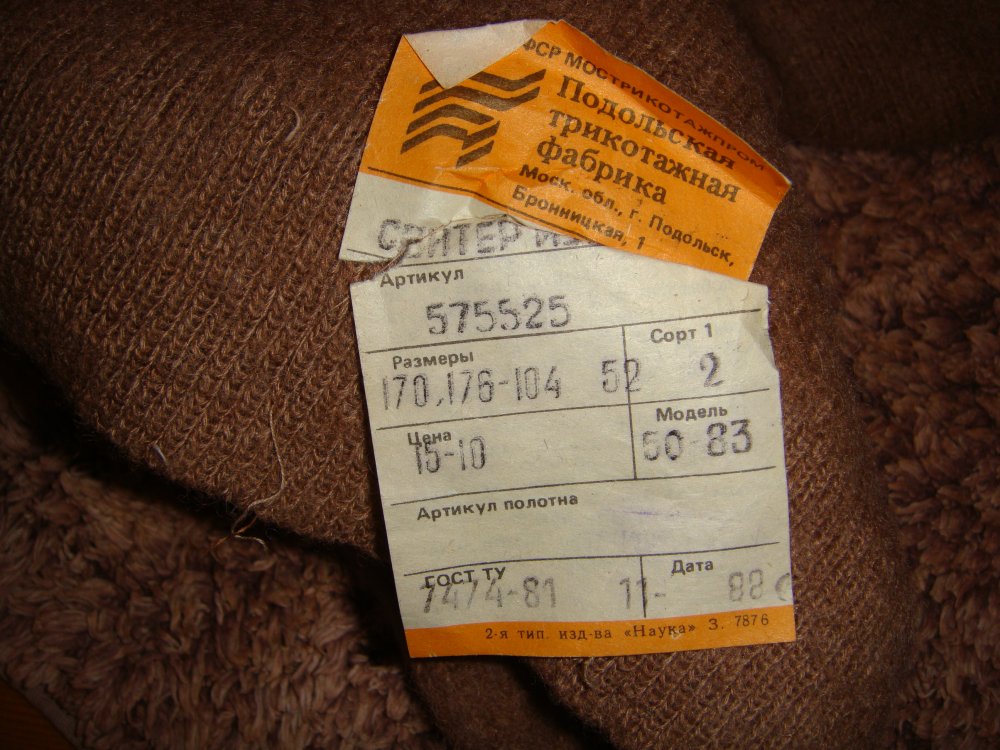 ФСР МОСТРИКОТАЖПРОМ
Подольская
трикотажная
фабрика
Моск. обл., г. Подольск,
Бронницкая, 1
СВИТЕР
Артикул
575525
Размеры
170,176-104 52
Сорт 1
2
Цена
15-10
Модель
50-83
Артикул полотна
ГОСТ, ТУ
7474-81
Дата
11- 88
2-я тип. изд-ва «Наука» З. 7876